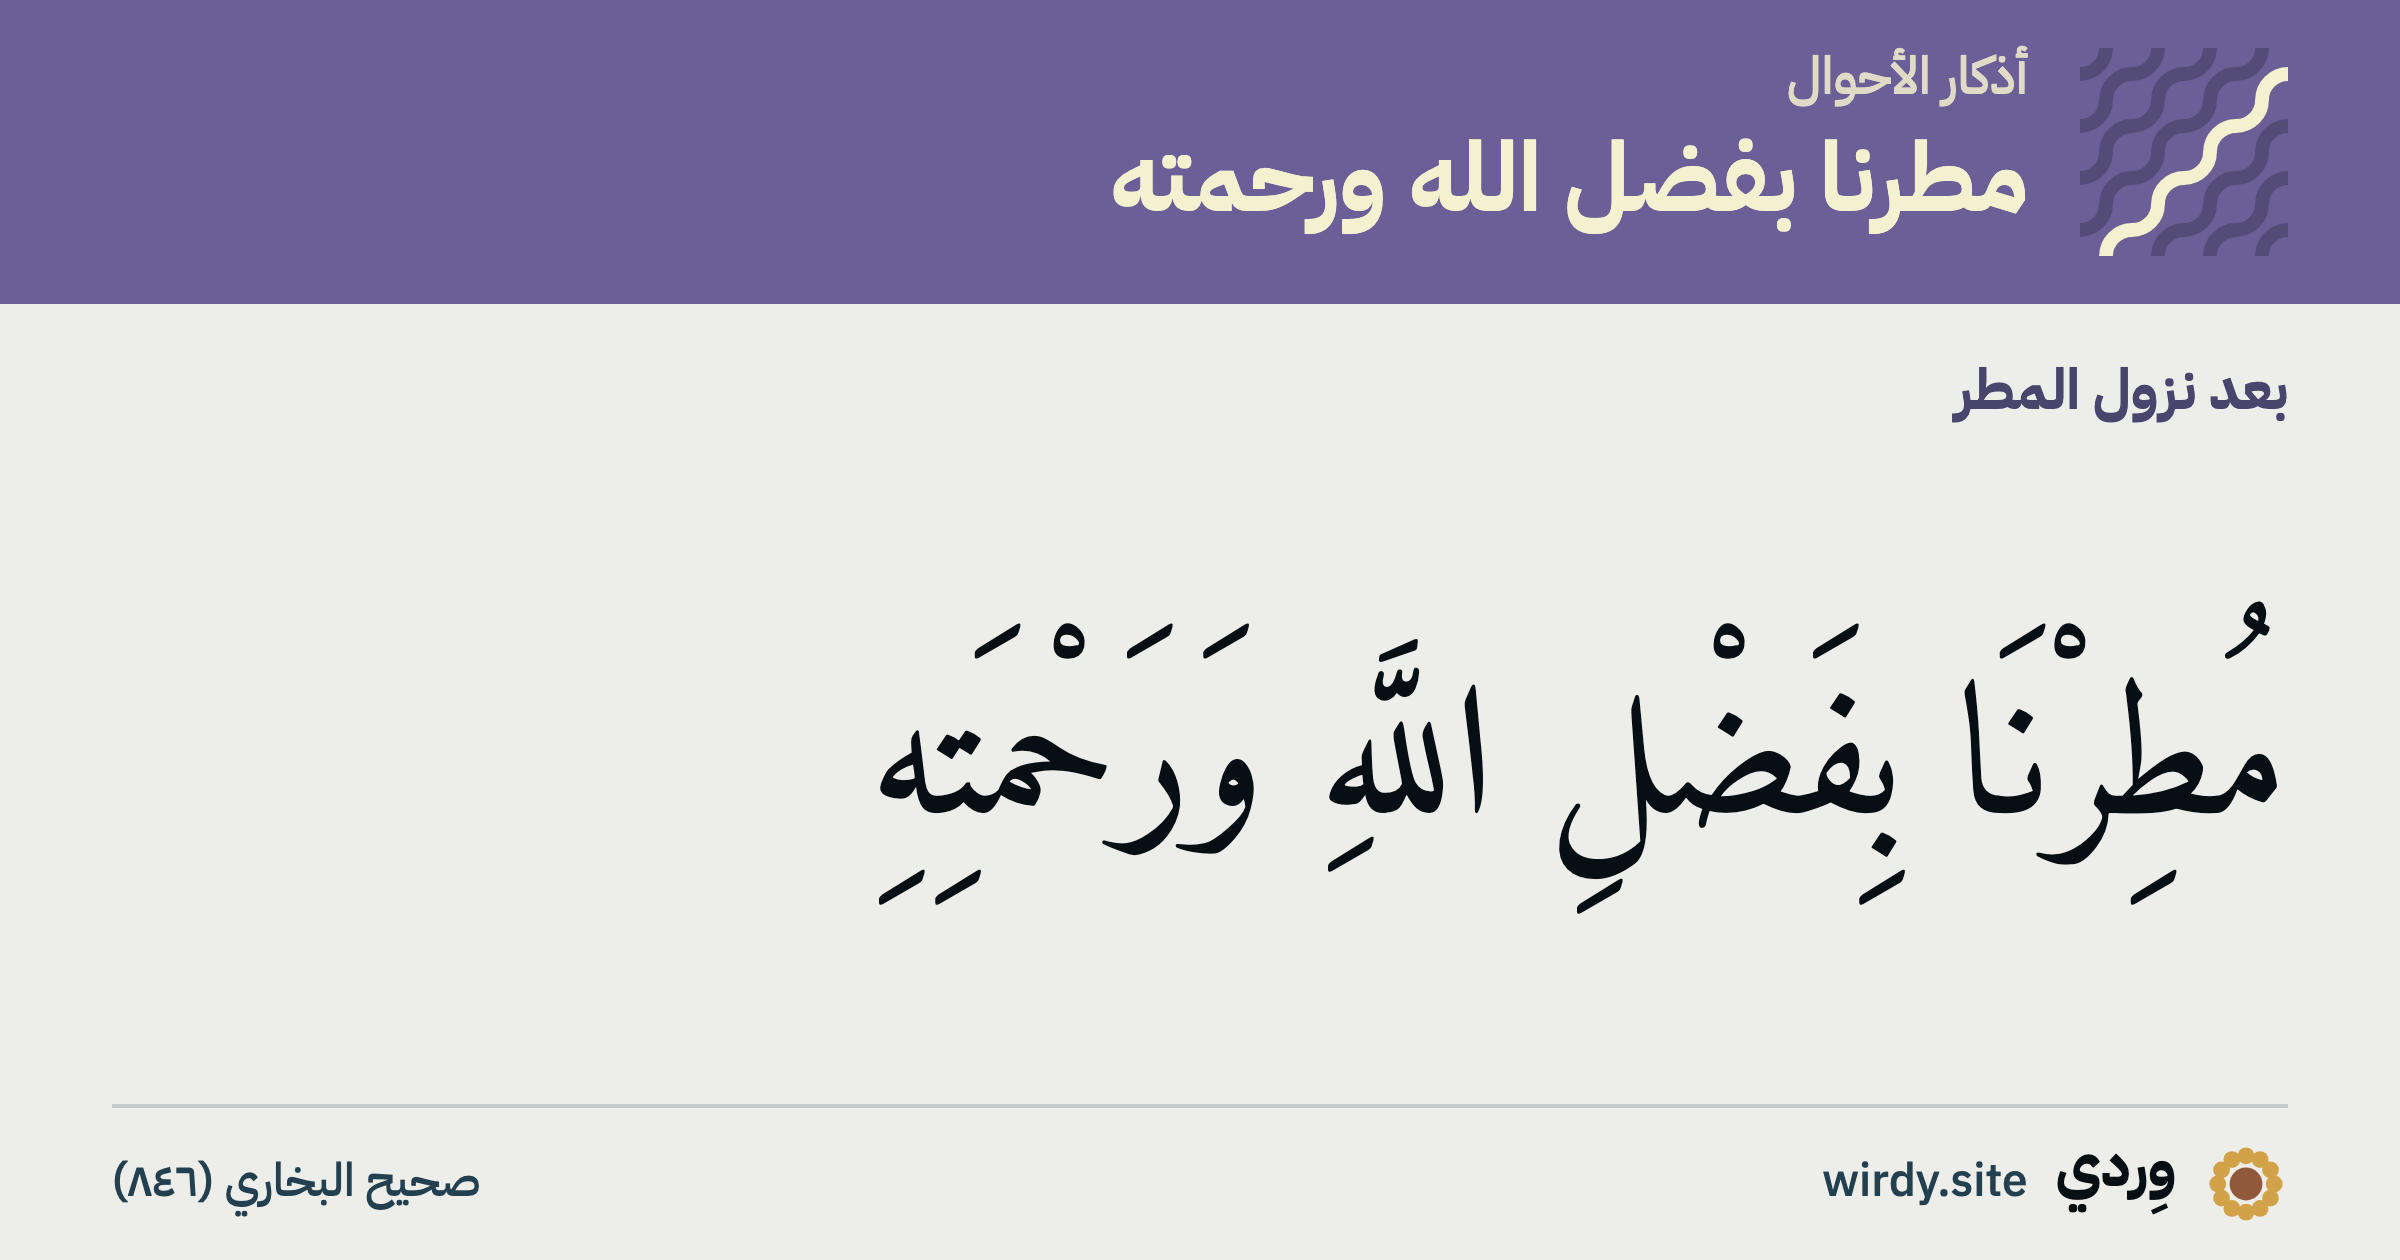 أذكار الأحوال
مطرنا بفضل الله ورحمته
بعد نزول المطر
مُطِرْنَا بِفَضْلِ اللَّهِ وَرَحْمَتِهِ
وِردي wirdy.site
صحيح البخاري (٨٤٦)